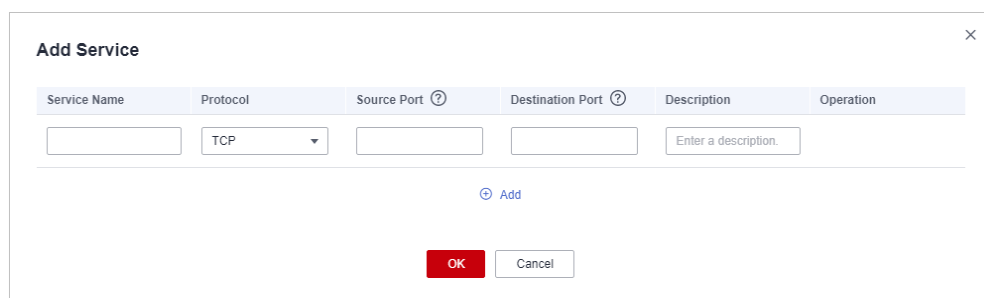 Add Service
Service Name Protocol Source Port ? Destination Port ? Description Operation
TCP Enter a description.
Add
OK Cancel